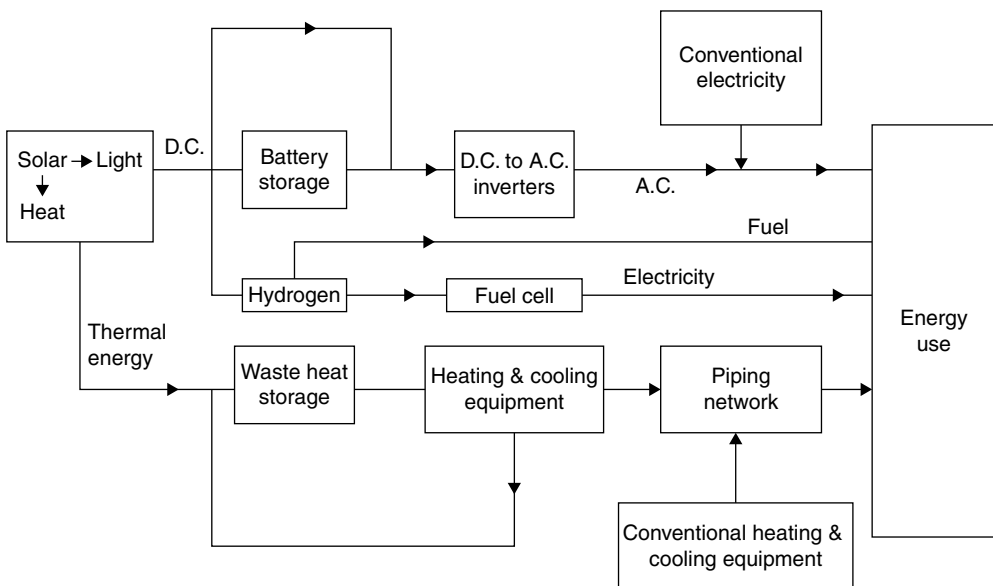 Conventional
electricity
D.C.
Solar Light
Heat
Battery
storage
D.C. to A.C.
inverters
A.C.
Fuel
Hydrogen
Fuel cell
Electricity
Energy
use
Thermal
energy
Waste heat
storage
Heating & cooling
equipment
Piping
network
Conventional heating &
cooling equipment